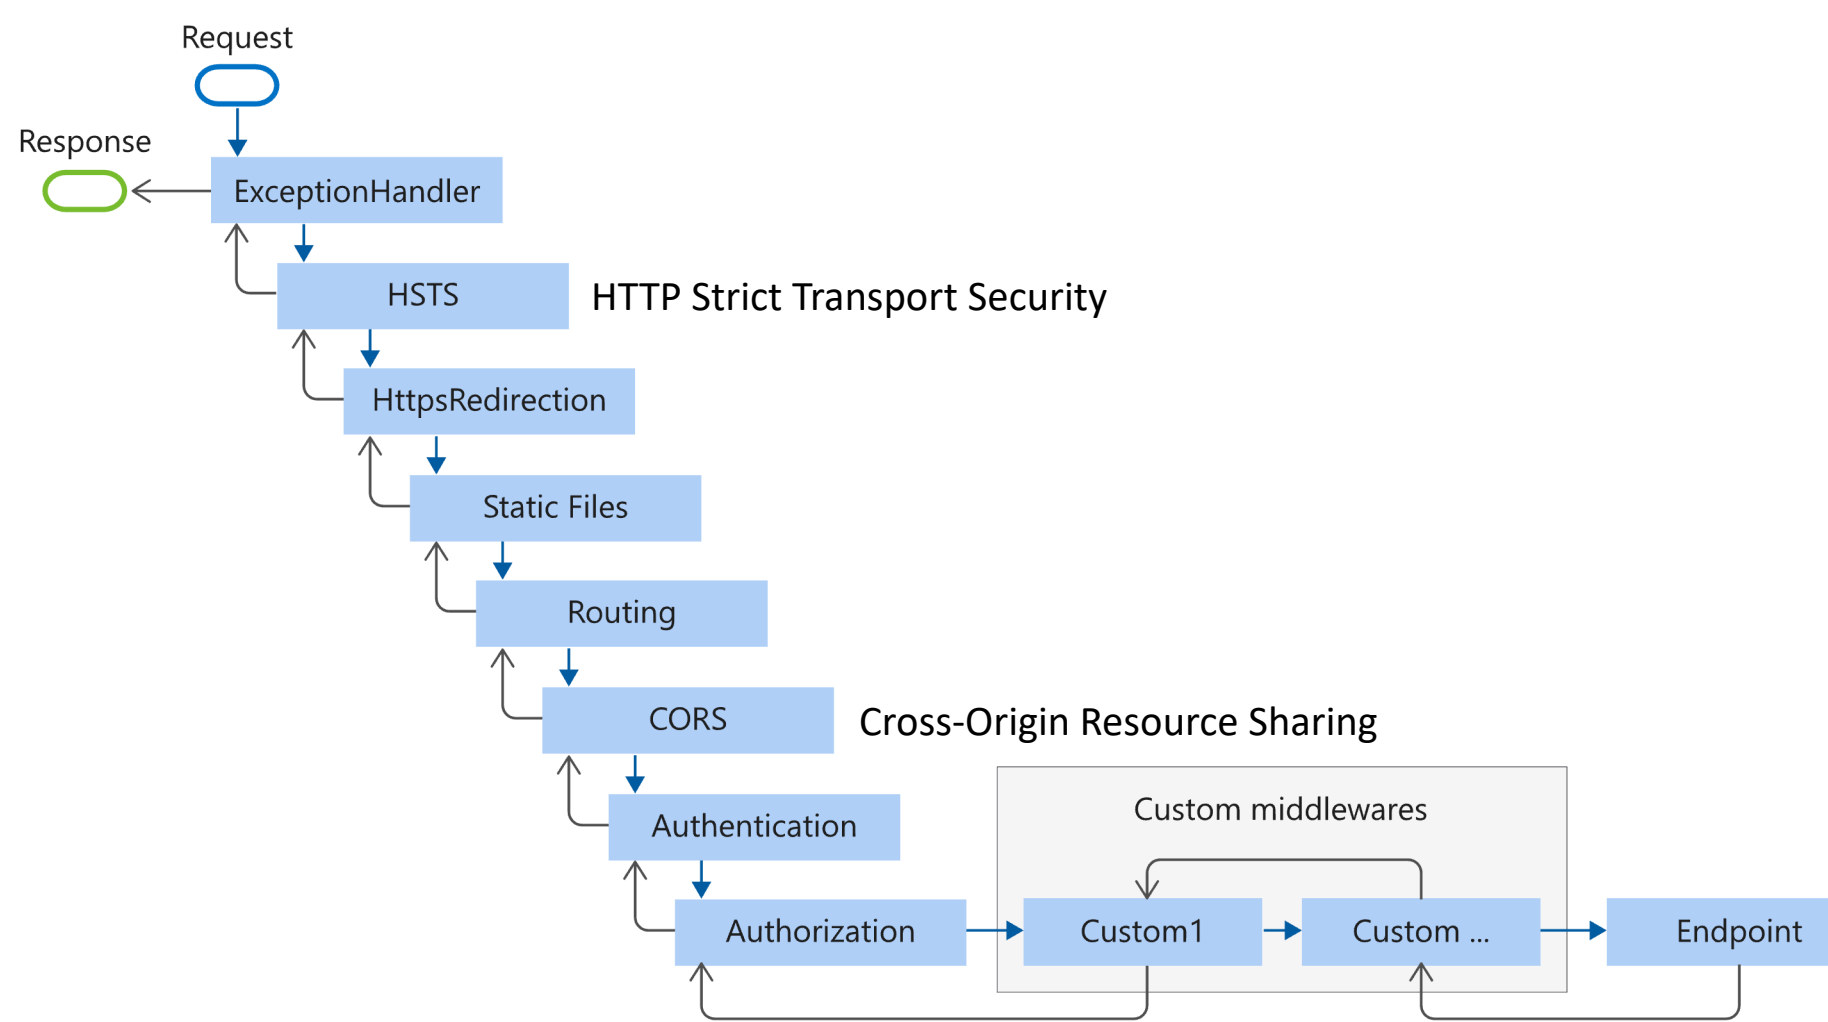 Request
Response
ExceptionHandler
HSTS
HTTP Strict Transport Security
HttpsRedirection
Static Files
Routing
CORS
Cross-Origin Resource Sharing
Authentication
Custom middlewares
Authorization
Custom1
Custom ...
Endpoint